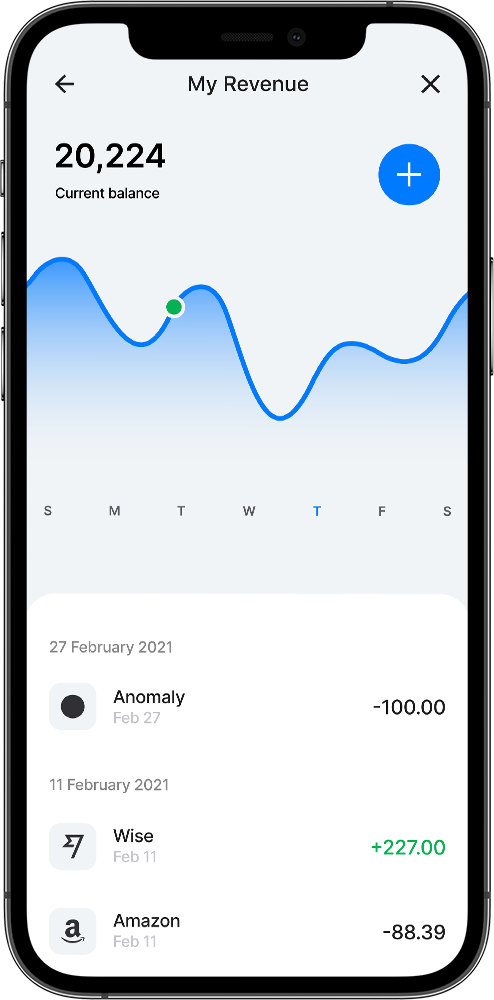 My Revenue
20,224
Current balance
S M T W T F S
27 February 2021
Anomaly
-100.00
Feb 27
11 February 2021
Wise
+227.00
Feb 11
Amazon
-88.39
Feb 11